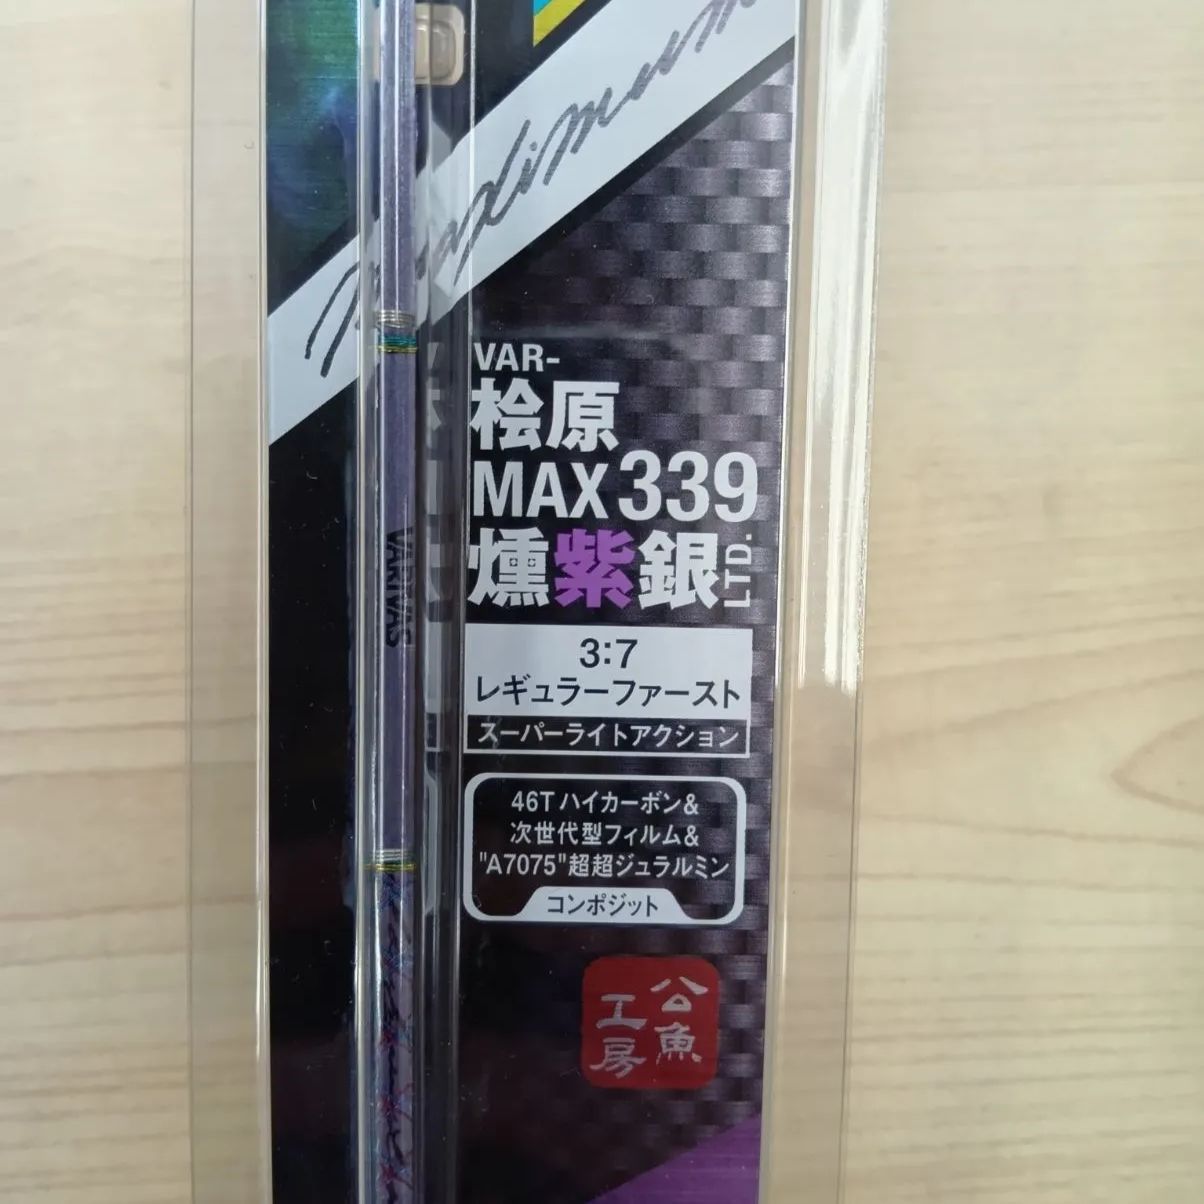 Maximum
VAR-
桧原
MAX339
燻紫銀
LTD.
VARIVAS
3:7
レギュラーファースト
スーパーライトアクション
46Tハイカーボン&
次世代型フィルム&
"A7075"超超ジュラルミン
コンポジット
公魚
工房